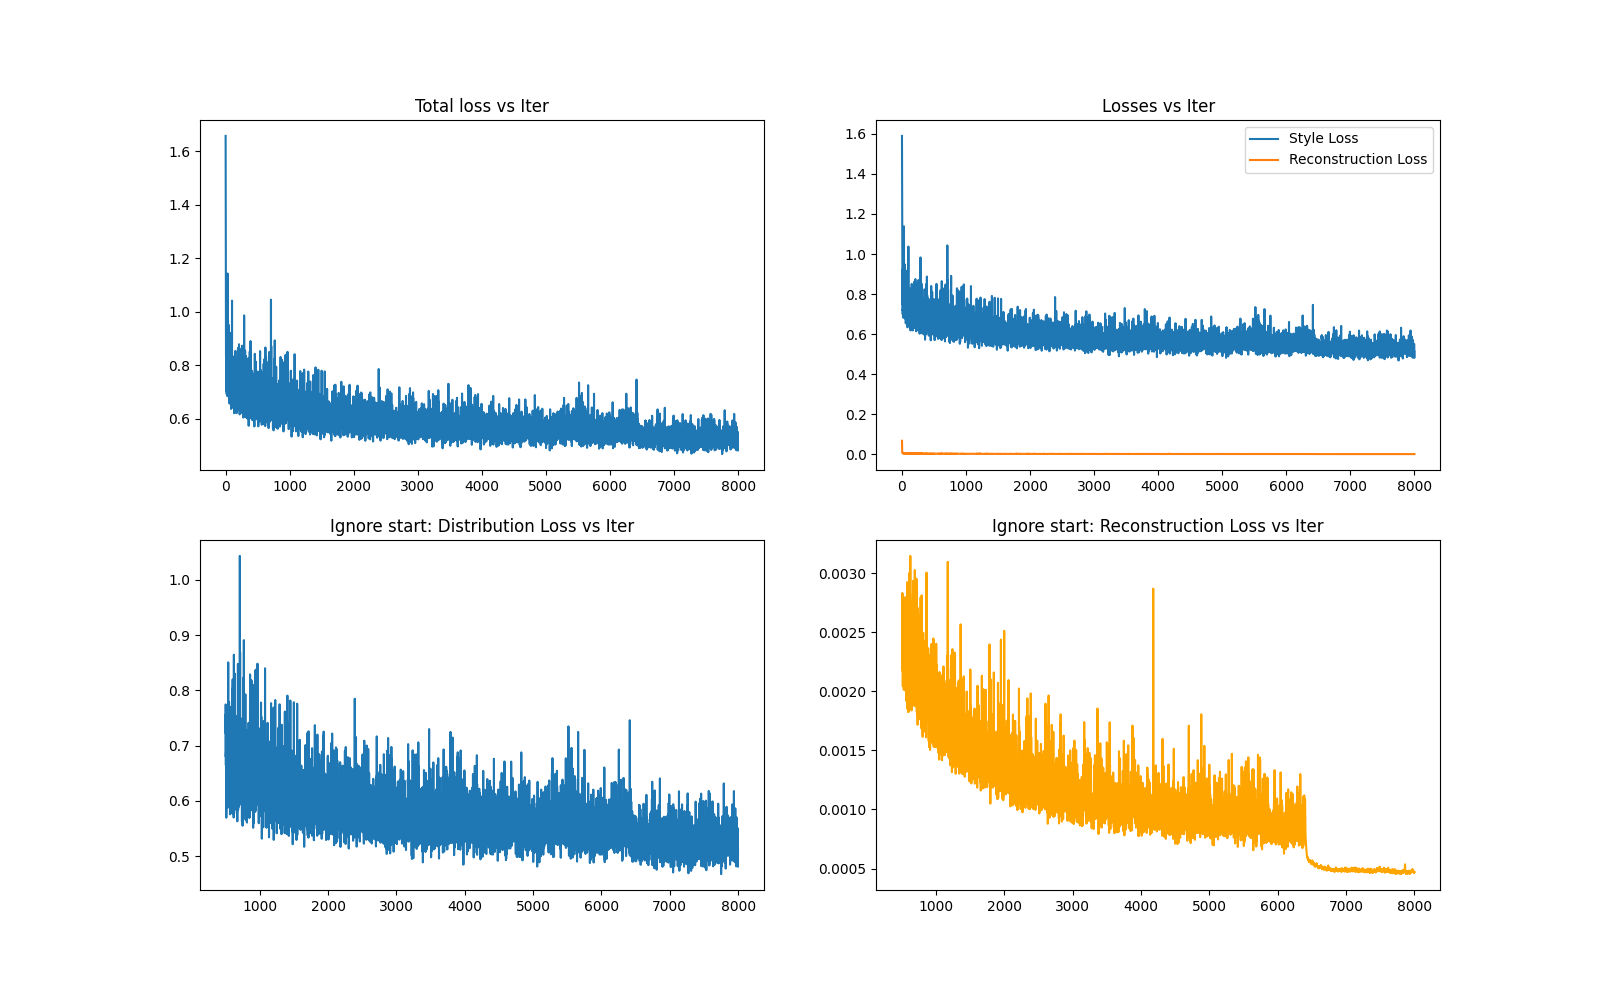 Total loss vs Iter
1.6
1.4
1.2
1.0
0.8
0.6
0 1000 2000 3000 4000 5000 6000 7000 8000
Losses vs Iter
Style Loss
Reconstruction Loss
1.6
1.4
1.2
1.0
0.8
0.6
0.4
0.2
0.0
0 1000 2000 3000 4000 5000 6000 7000 8000
Ignore start: Distribution Loss vs Iter
1.0
0.9
0.8
0.7
0.6
0.5
1000 2000 3000 4000 5000 6000 7000 8000
Ignore start: Reconstruction Loss vs Iter
0.0030
0.0025
0.0020
0.0015
0.0010
0.0005
1000 2000 3000 4000 5000 6000 7000 8000